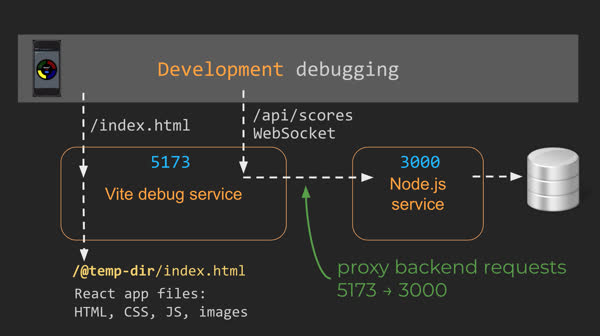 Development debugging
/index.html
/api/scores
WebSocket
5173
Vite debug service
3000
Node.js
service
/@temp-dir/index.html
React app files:
HTML, CSS, JS, images
proxy backend requests
5173 → 3000